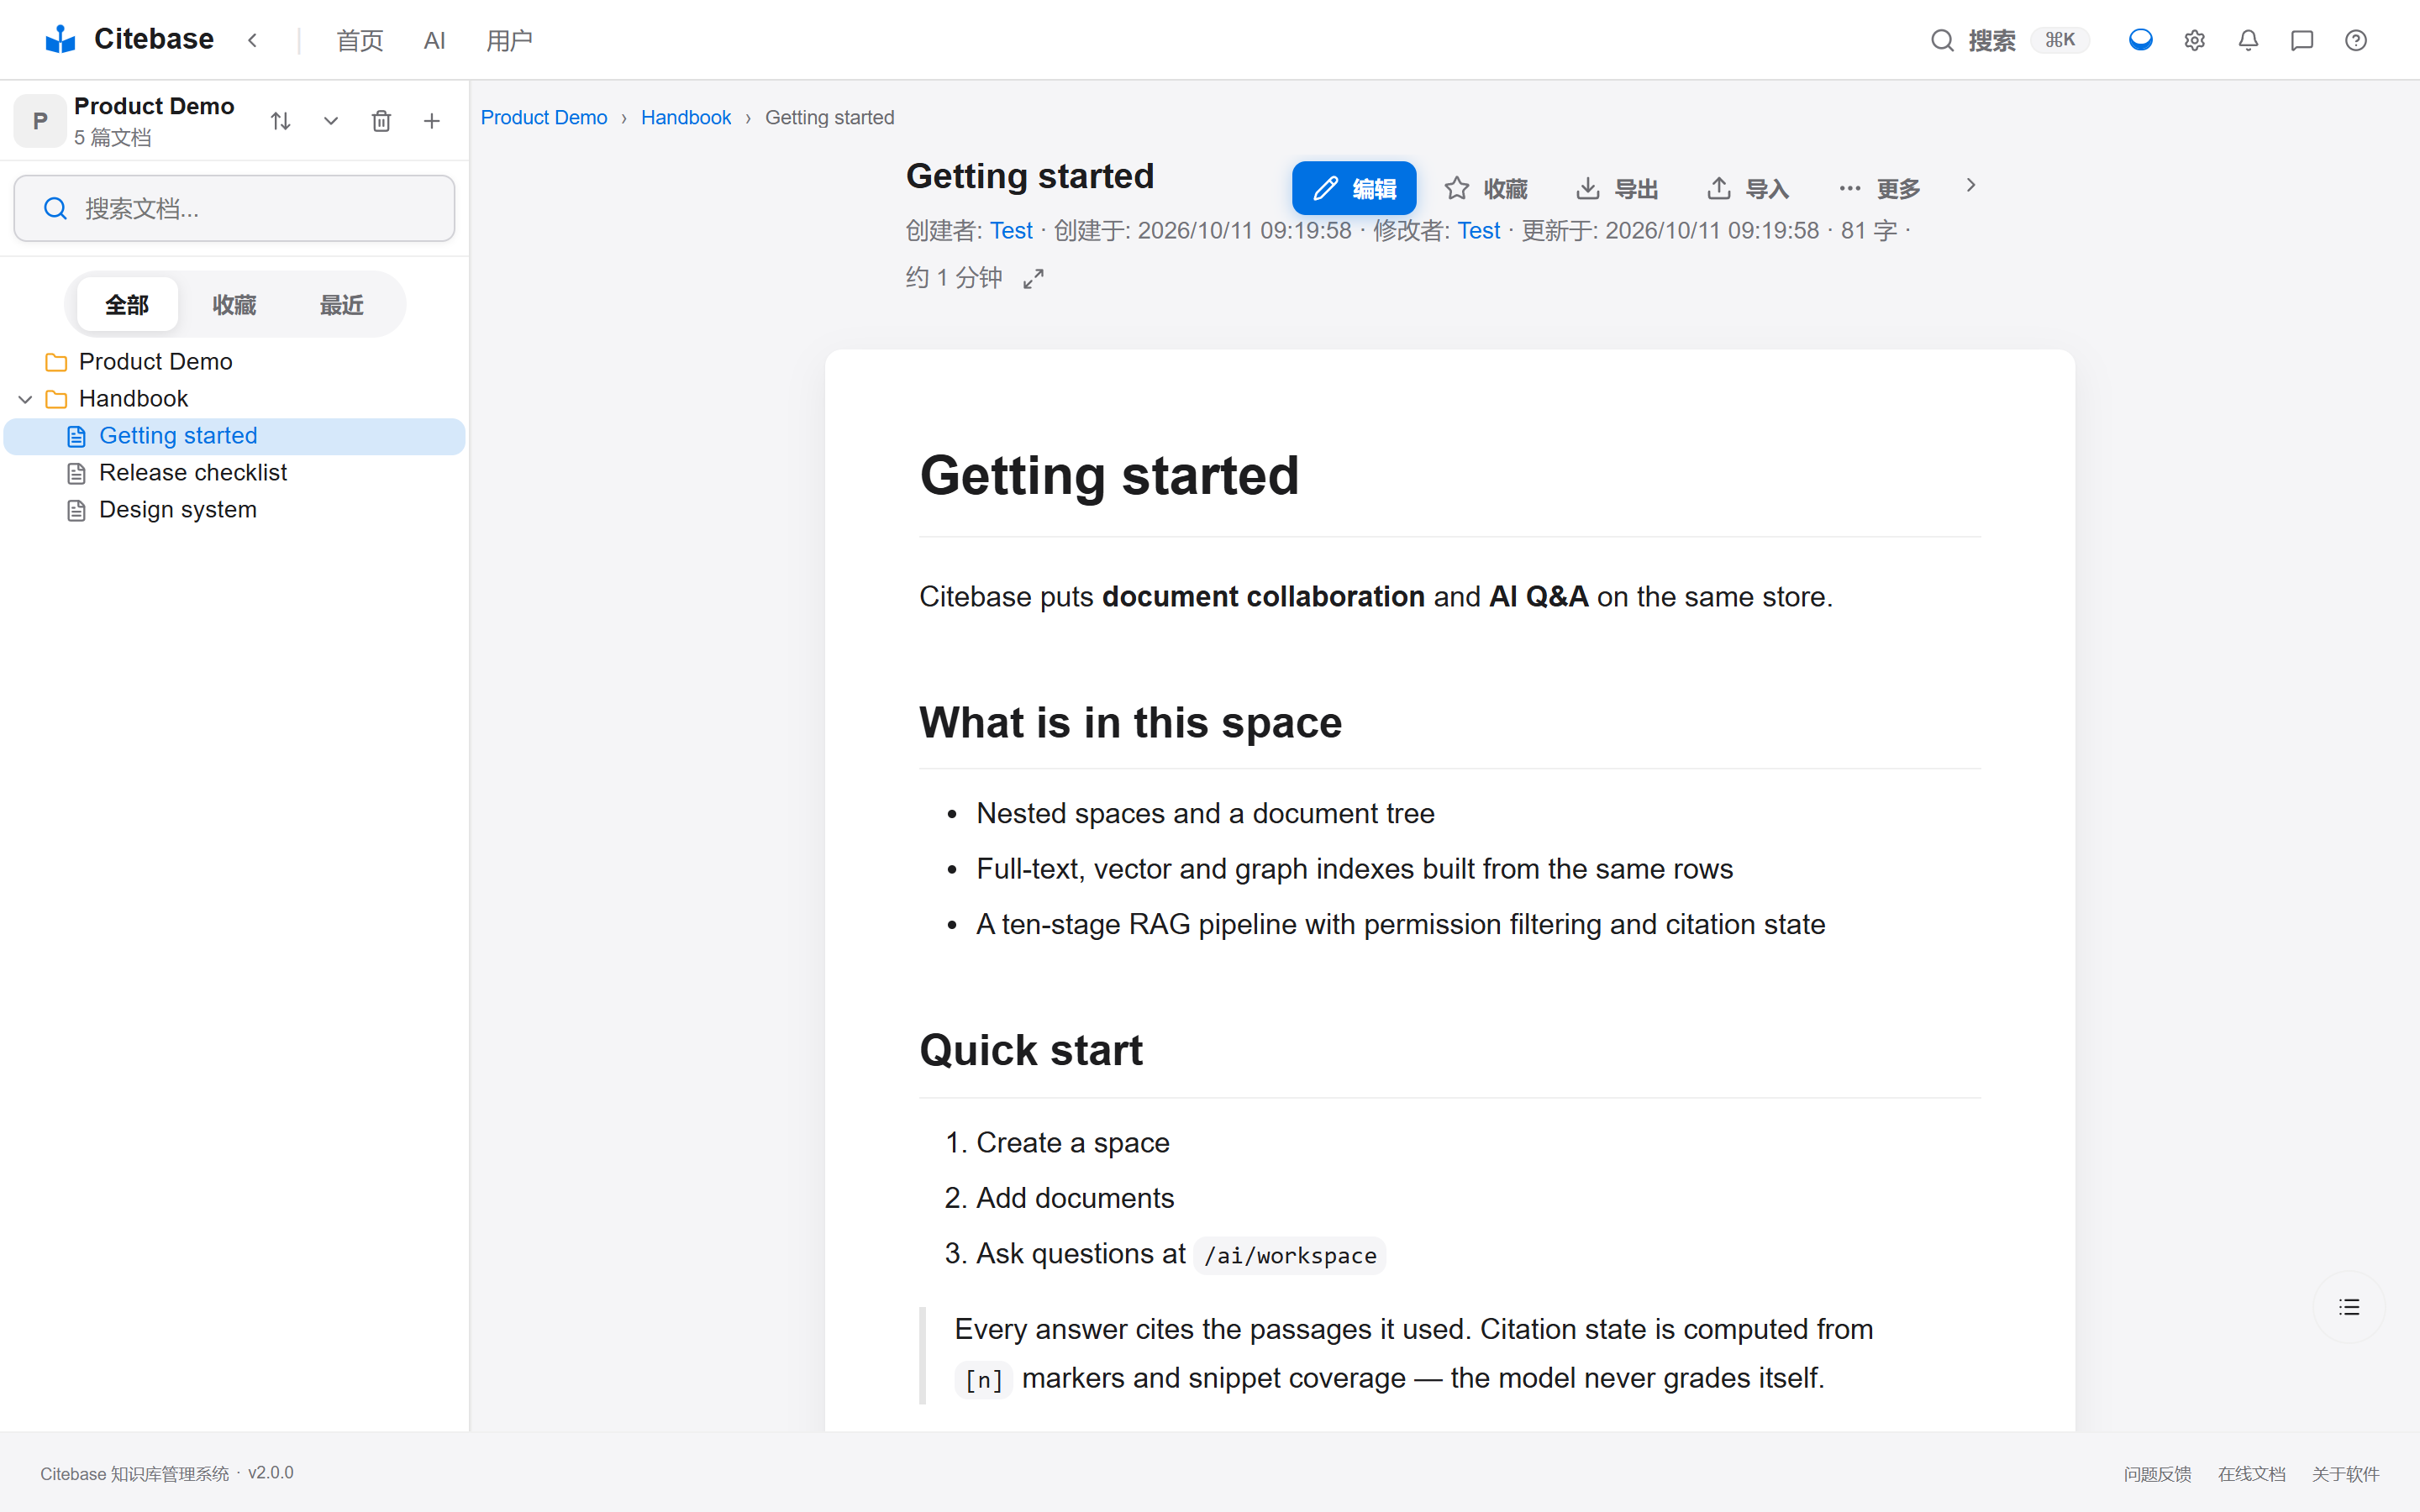 Citebase 首页 AI 用户 搜索 ⌘K
P Product Demo
5 篇文档
搜索文档...
全部 收藏 最近
Product Demo
Handbook
Getting started
Release checklist
Design system
Product Demo › Handbook › Getting started
Getting started 编辑 收藏 导出 导入 ··· 更多
创建者: Test · 创建于: 2026/10/11 09:19:58 · 修改者: Test · 更新于: 2026/10/11 09:19:58 · 81 字 ·
约 1 分钟
Getting started
Citebase puts document collaboration and AI Q&A on the same store.
What is in this space
• Nested spaces and a document tree
• Full-text, vector and graph indexes built from the same rows
• A ten-stage RAG pipeline with permission filtering and citation state
Quick start
1. Create a space
2. Add documents
3. Ask questions at /ai/workspace
Every answer cites the passages it used. Citation state is computed from
[n] markers and snippet coverage — the model never grades itself.
Citebase 知识库管理系统 · v2.0.0
问题反馈 在线文档 关于软件